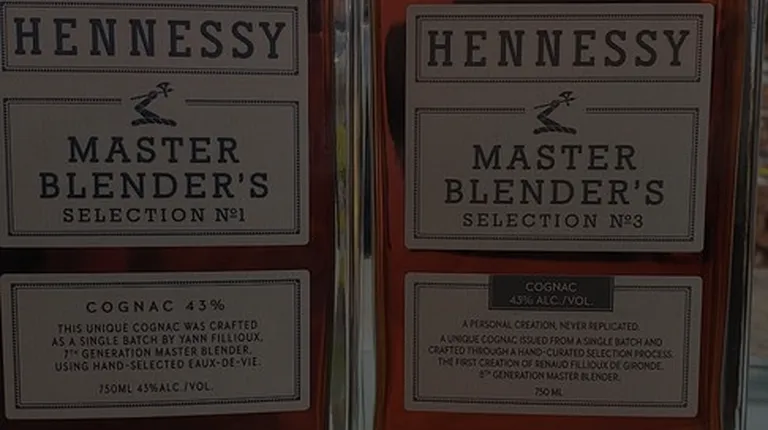 HENNESSY
MASTER
BLENDER'S
SELECTION Nº1
COGNAC 43%
THIS UNIQUE COGNAC WAS CRAFTED
AS A SINGLE BATCH BY YANN FILLIOUX,
7TH GENERATION MASTER BLENDER,
USING HAND-SELECTED EAUX-DE-VIE.
750ML 43%ALC./VOL.
HENNESSY
MASTER
BLENDER'S
SELECTION Nº3
COGNAC
43% ALC./VOL.
A PERSONAL CREATION, NEVER REPLICATED.
A UNIQUE COGNAC ISSUED FROM A SINGLE BATCH AND
CRAFTED THROUGH A HAND-CURATED SELECTION PROCESS.
THE FIRST CREATION OF RENAUD FILLIOUX DE GIRONDE,
8TH GENERATION MASTER BLENDER.
750 ML